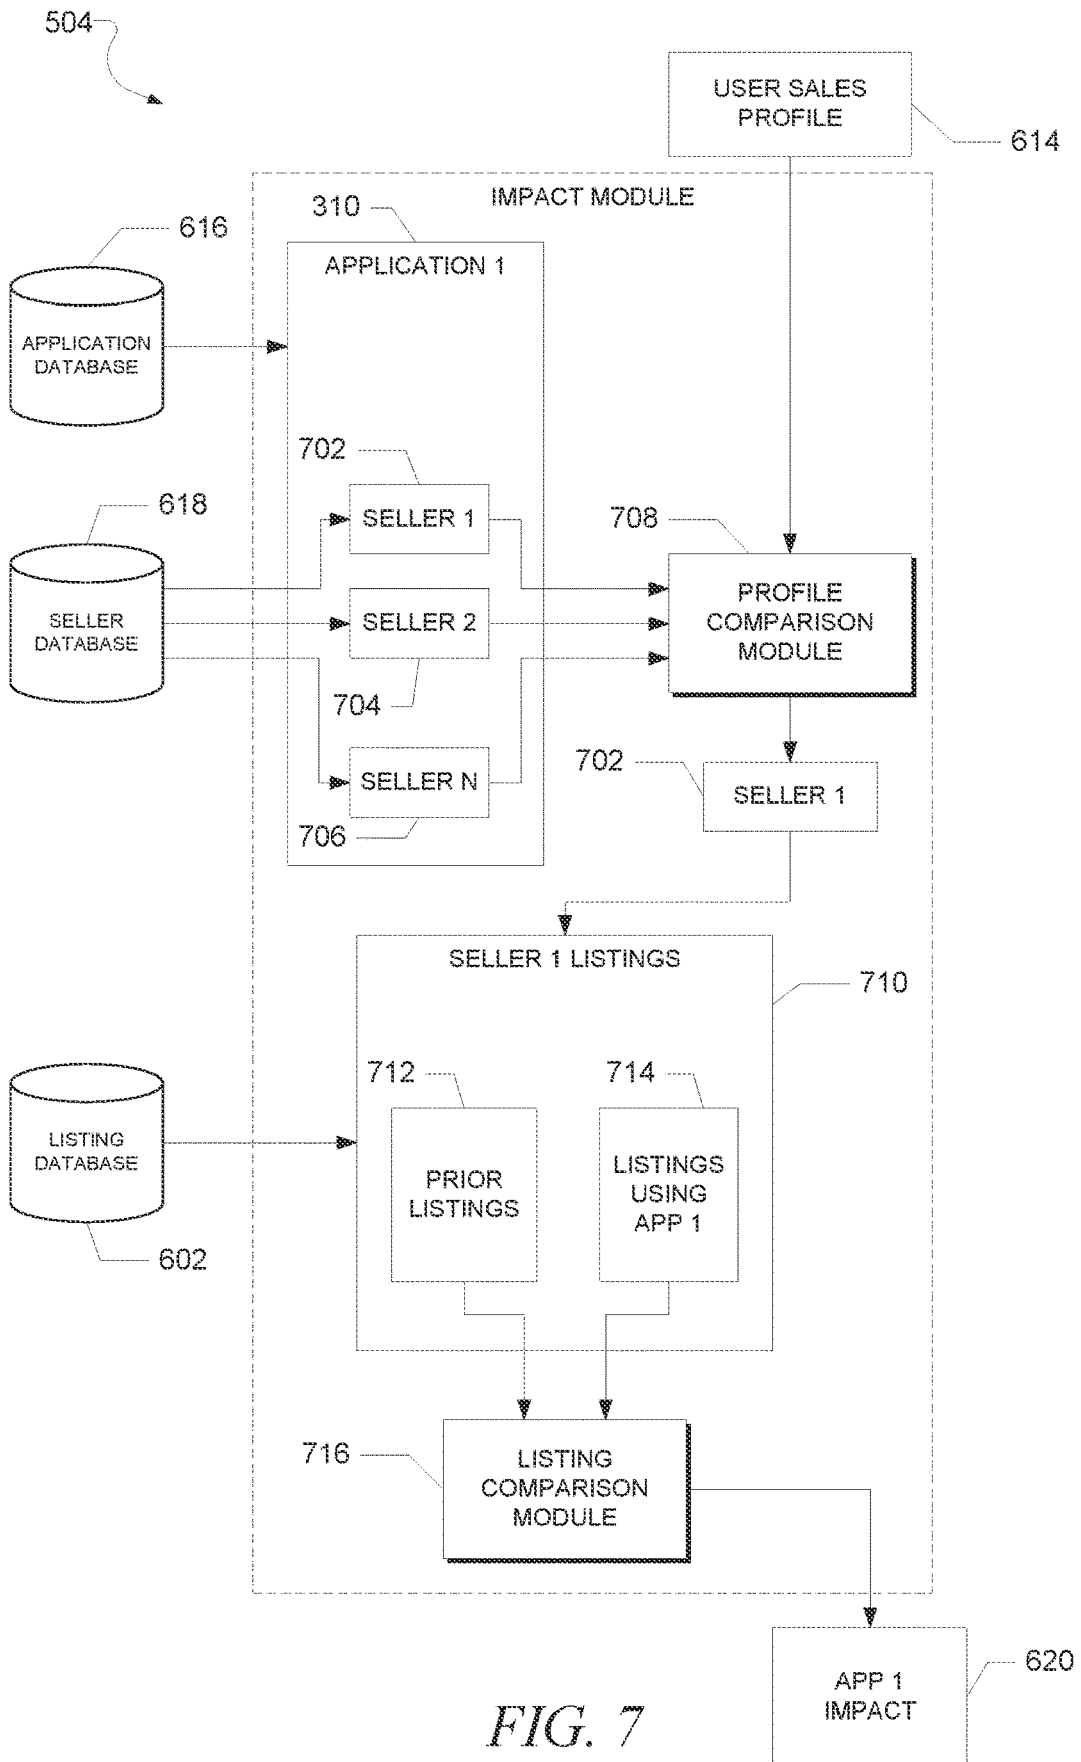 504
USER SALES
PROFILE
614
IMPACT MODULE
310
616
APPLICATION 1
APPLICATION
DATABASE
702
618
SELLER 1
708
SELLER
DATABASE
SELLER 2
PROFILE
COMPARISON
MODULE
704
702
SELLER N
SELLER 1
706
SELLER 1 LISTINGS
710
712
714
LISTING
DATABASE
PRIOR
LISTINGS
LISTINGS
USING
APP 1
602
716
LISTING
COMPARISON
MODULE
620
APP 1
IMPACT
FIG. 7